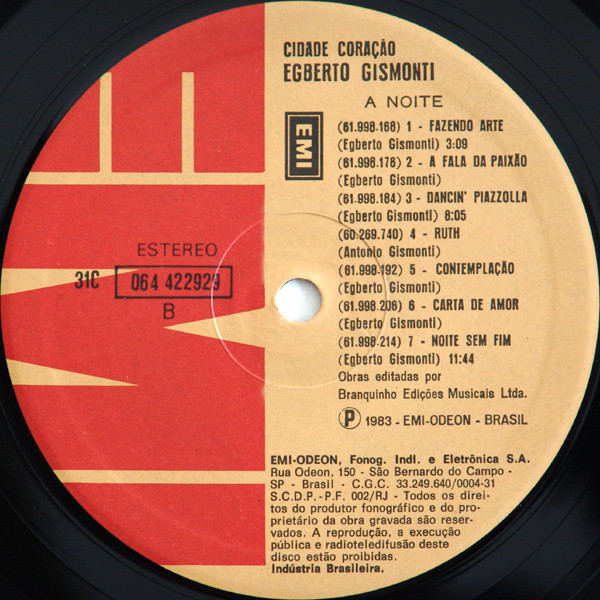 CIDADE CORAÇÃO
EGBERTO GISMONTI
A NOITE
EMI
(61.998.168) 1 - FAZENDO ARTE
(Egberto Gismonti) 3:09
(61.998.178) 2 - A FALA DA PAIXÃO
(Egberto Gismonti)
(61.998.184) 3 - DANCIN' PIAZZOLLA
(Egberto Gismonti) 8:05
(60.269.740) 4 - RUTH
(Antonio Gismonti)
(61.998.192) 5 - CONTEMPLAÇÃO
(Egberto Gismonti)
(61.998.206) 6 - CARTA DE AMOR
(Egberto Gismonti)
(61.998.214) 7 - NOITE SEM FIM
(Egberto Gismonti) 11:44
Obras editadas por
Branquinho Edições Musicais Ltda.
℗ 1983 - EMI-ODEON - BRASIL
ESTEREO
31C 064 422929
B
EMI-ODEON, Fonog. Indl. e Eletrônica S.A.
Rua Odeon, 150 - São Bernardo do Campo -
SP - Brasil - C.G.C. 33.249.640/0004-31
S.C.D.P.-P.F. 002/RJ - Todos os direi-
tos do produtor fonográfico e do pro-
prietário da obra gravada são reser-
vados. A reprodução, a execução
pública e radioteledifusão deste
disco estão proibidas.
Indústria Brasileira.